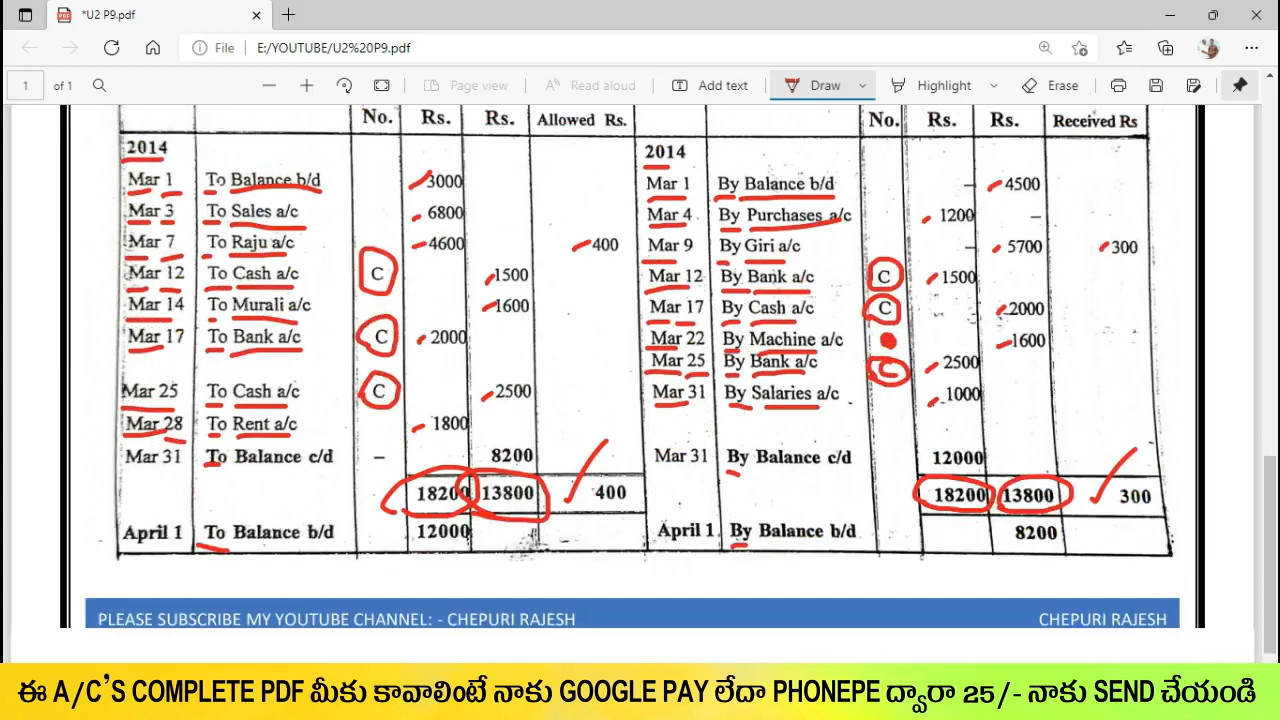 *U2 P9.pdf
File E:/YOUTUBE/U2%20P9.pdf
1 of 1 Page view Read aloud Add text Draw Highlight Erase
No. Rs. Rs. Allowed Rs. No. Rs. Rs. Received Rs
2014 2014
Mar 1 To Balance b/d 3000 Mar 1 By Balance b/d – 4500
Mar 3 To Sales a/c 6800 Mar 4 By Purchases a/c 1200 –
Mar 7 To Raju a/c 4600 400 Mar 9 By Giri a/c – 5700 300
Mar 12 To Cash a/c C 1500 Mar 12 By Bank a/c C 1500
Mar 14 To Murali a/c 1600 Mar 17 By Cash a/c C 2000
Mar 17 To Bank a/c C 2000 Mar 22 By Machine a/c 1600
Mar 25 By Bank a/c C 2500
Mar 25 To Cash a/c C 2500 Mar 31 By Salaries a/c 1000
Mar 28 To Rent a/c 1800
Mar 31 To Balance c/d – 8200 Mar 31 By Balance c/d 12000
18200 13800 400 18200 13800 300
April 1 To Balance b/d 12000 April 1 By Balance b/d 8200
PLEASE SUBSCRIBE MY YOUTUBE CHANNEL: - CHEPURI RAJESH CHEPURI RAJESH
ఈ A/C'S COMPLETE PDF మీకు కావాలింటే నాకు GOOGLE PAY లేదా PHONEPE ద్వారా 25/- నాకు SEND చేయండి